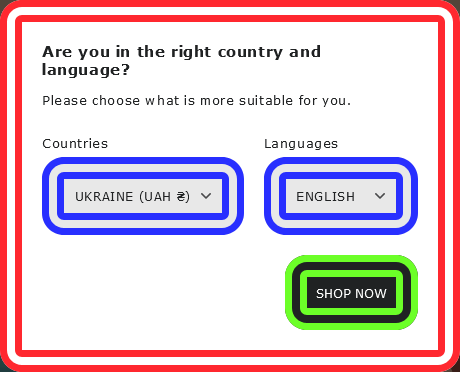 Are you in the right country and
language?
Please choose what is more suitable for you.
Countries
Languages
UKRAINE (UAH ₴)
ENGLISH
SHOP NOW